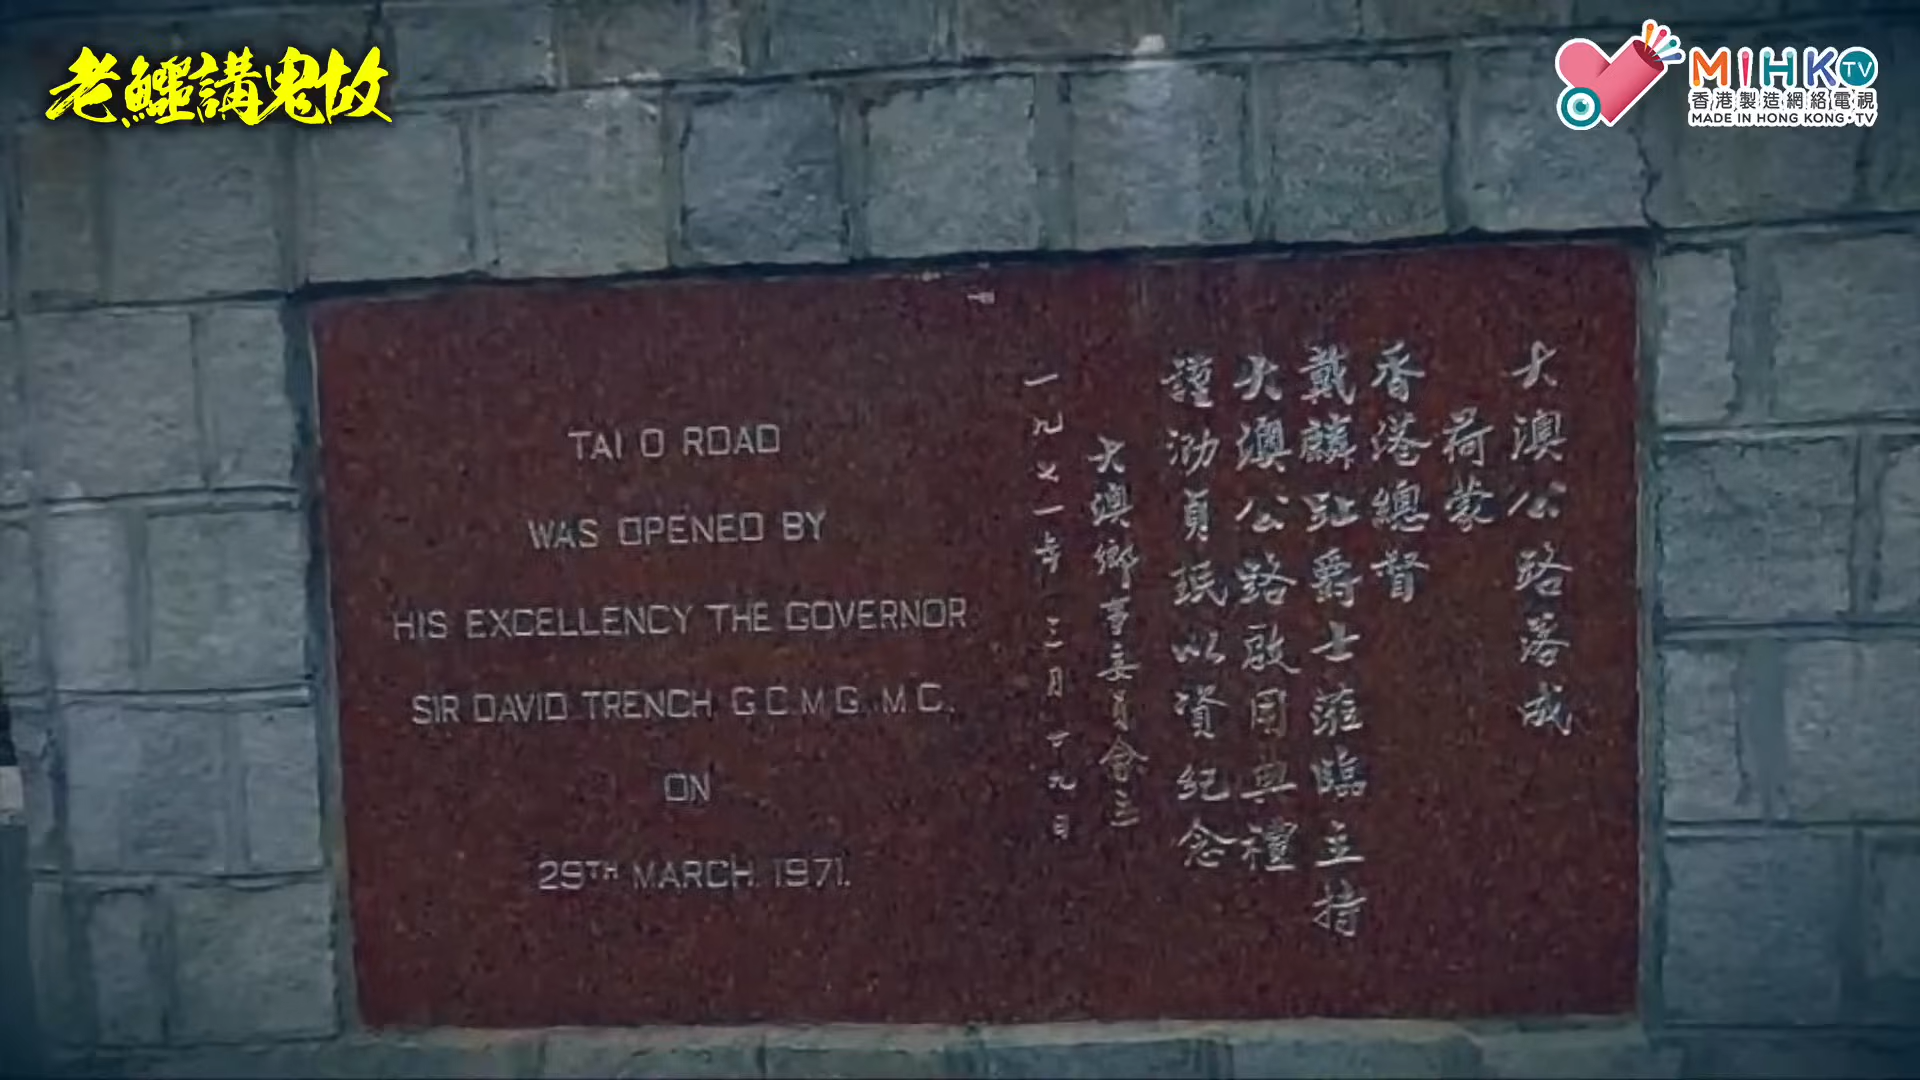 老鱷講鬼故
MIHK TV
香港製造網絡電視
MADE IN HONG KONG・TV
TAI O ROAD
WAS OPENED BY
HIS EXCELLENCY THE GOVERNOR
SIR DAVID TRENCH G.C.M.G., M.C.,
ON
29TH MARCH, 1971.
大澳公路落成
荷蒙
香港總督
戴麟趾爵士蒞臨主持
大澳公路啟用典禮
謹泐貞珉以資紀念
大澳鄉事委員會立
一九七一年三月廿九日